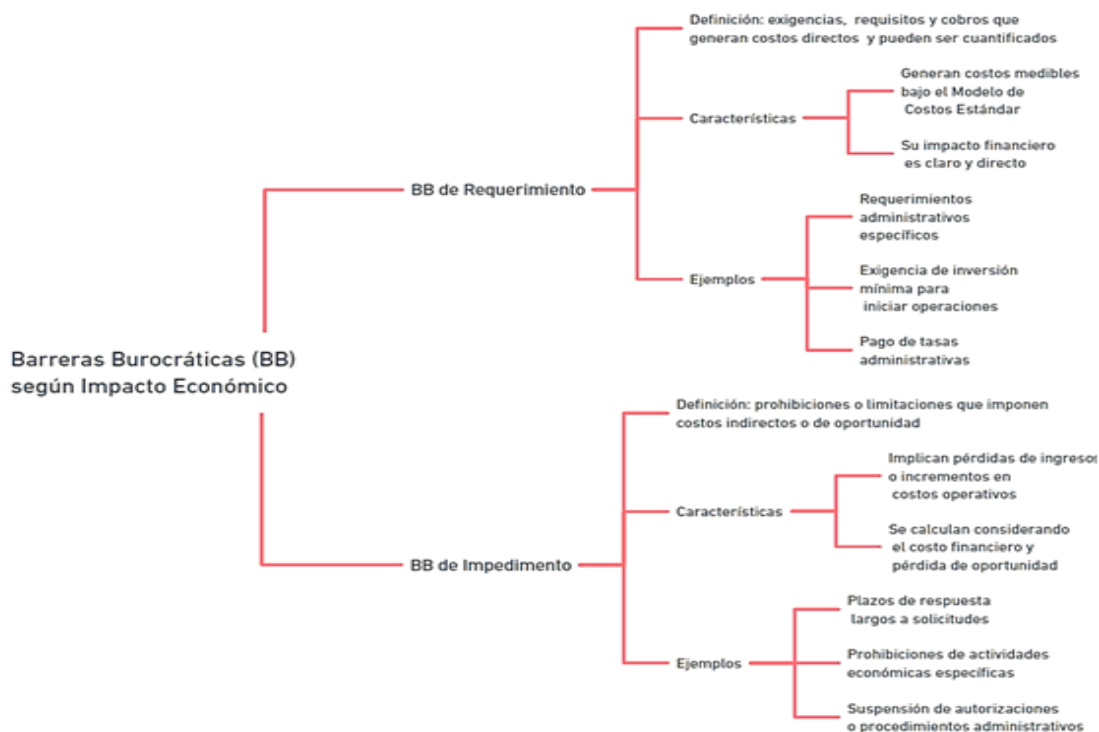 Barreras Burocráticas (BB)
según Impacto Económico
BB de Requerimiento
Definición: exigencias, requisitos y cobros que
generan costos directos y pueden ser cuantificados
Características
Generan costos medibles
bajo el Modelo de
Costos Estándar
Su impacto financiero
es claro y directo
Ejemplos
Requerimientos
administrativos
específicos
Exigencia de inversión
mínima para
iniciar operaciones
Pago de tasas
administrativas
BB de Impedimento
Definición: prohibiciones o limitaciones que imponen
costos indirectos o de oportunidad
Características
Implican pérdidas de ingresos
o incrementos en
costos operativos
Se calculan considerando
el costo financiero y
pérdida de oportunidad
Ejemplos
Plazos de respuesta
largos a solicitudes
Prohibiciones de actividades
económicas específicas
Suspensión de autorizaciones
o procedimientos administrativos